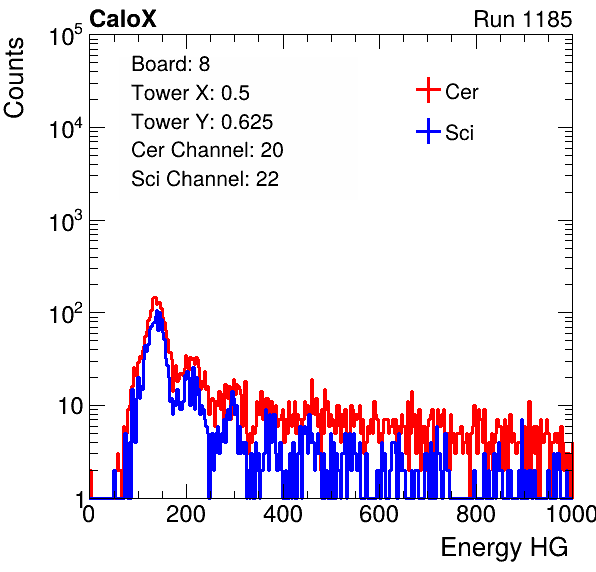 CaloX Run 1185
Counts
Board: 8
Tower X: 0.5
Tower Y: 0.625
Cer Channel: 20
Sci Channel: 22
Cer
Sci
10^5
10^4
10^3
10^2
10
1
0 200 400 600 800 1000
Energy HG